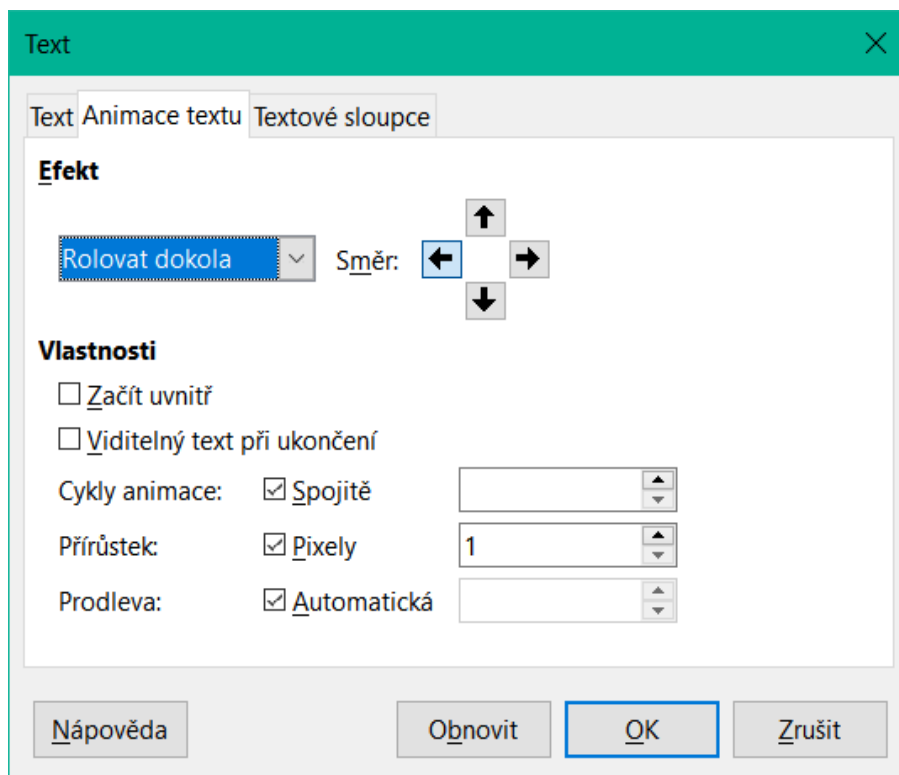 Text
Text Animace textu Textové sloupce
Efekt
Rolovat dokola Směr:
Vlastnosti
Začít uvnitř
Viditelný text při ukončení
Cykly animace: Spojitě
Přírůstek: Pixely 1
Prodleva: Automatická
Nápověda Obnovit OK Zrušit